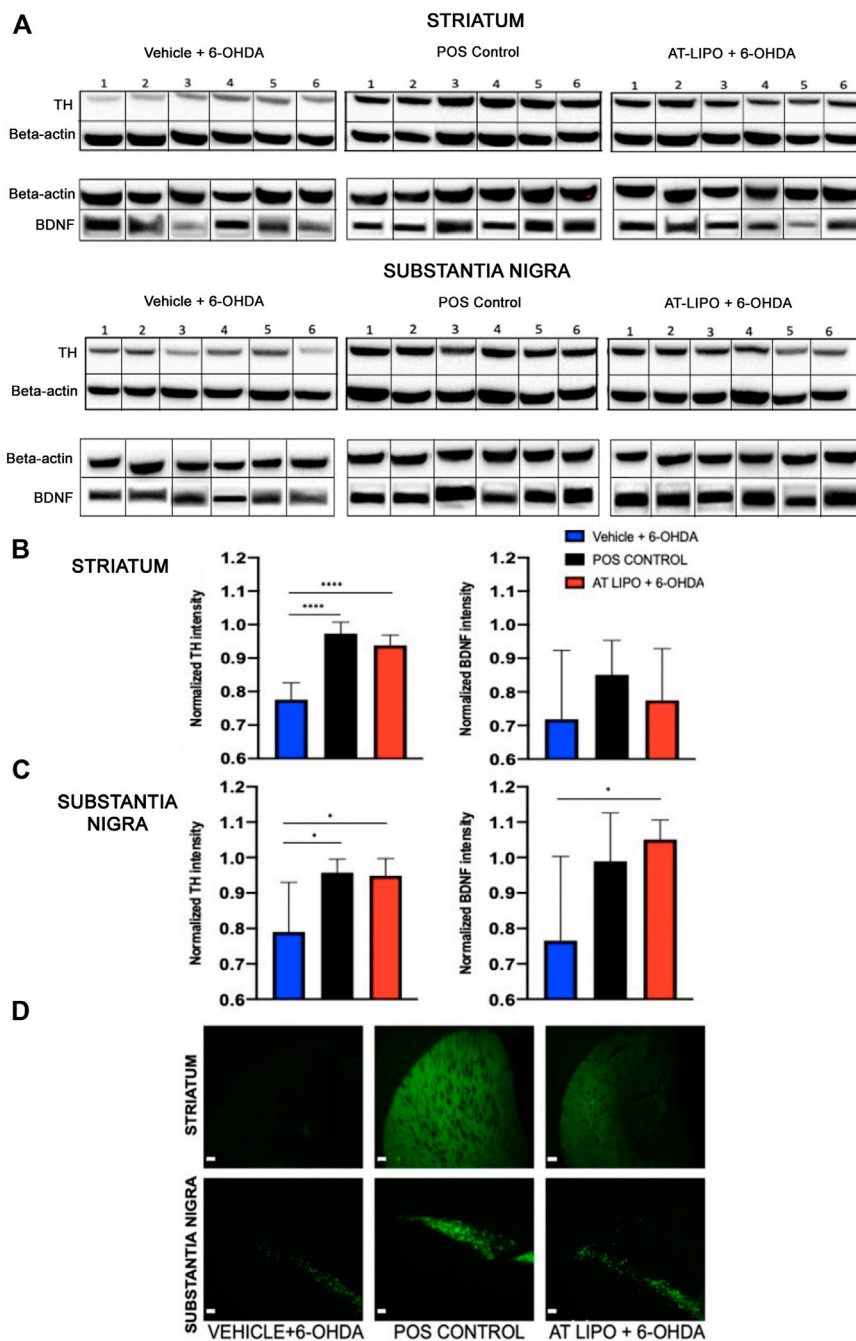 A
STRIATUM
Vehicle + 6-OHDA POS Control AT-LIPO + 6-OHDA
1 2 3 4 5 6 1 2 3 4 5 6 1 2 3 4 5 6
TH
Beta-actin
Beta-actin
BDNF
SUBSTANTIA NIGRA
Vehicle + 6-OHDA POS Control AT-LIPO + 6-OHDA
1 2 3 4 5 6 1 2 3 4 5 6 1 2 3 4 5 6
TH
Beta-actin
Beta-actin
BDNF
B
STRIATUM
Vehicle + 6-OHDA
POS CONTROL
AT LIPO + 6-OHDA
Normalized TH intensity
1.2
1.1
1.0
0.9
0.8
0.7
0.6
****
****
Normalized BDNF intensity
1.2
1.1
1.0
0.9
0.8
0.7
0.6
C
SUBSTANTIA
NIGRA
Normalized TH intensity
1.2
1.1
1.0
0.9
0.8
0.7
0.6
*
*
Normalized BDNF intensity
1.2
1.1
1.0
0.9
0.8
0.7
0.6
*
D
STRIATUM
SUBSTANTIA NIGRA
VEHICLE+6-OHDA POS CONTROL AT LIPO + 6-OHDA